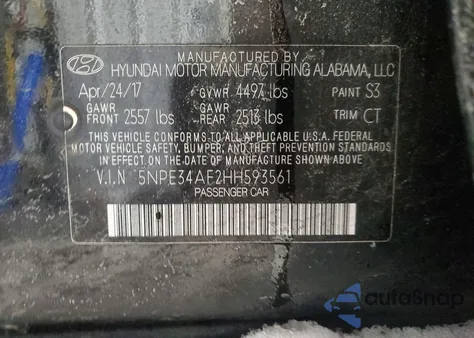 MANUFACTURED BY
HYUNDAI MOTOR MANUFACTURING ALABAMA, LLC
Apr/24/17 GVWR 4497 lbs PAINT S3
GAWR GAWR
FRONT 2557 lbs REAR 2513 lbs TRIM CT
THIS VEHICLE CONFORMS TO ALL APPLICABLE U.S.A FEDERAL
MOTOR VEHICLE SAFETY, BUMPER, AND THEFT PREVENTION
STANDARDS IN EFFECT ON THE DATE OF MANUFACTURE SHOWN ABOVE.
V.I.N 5NPE34AF2HH593561
PASSENGER CAR
autoSnap